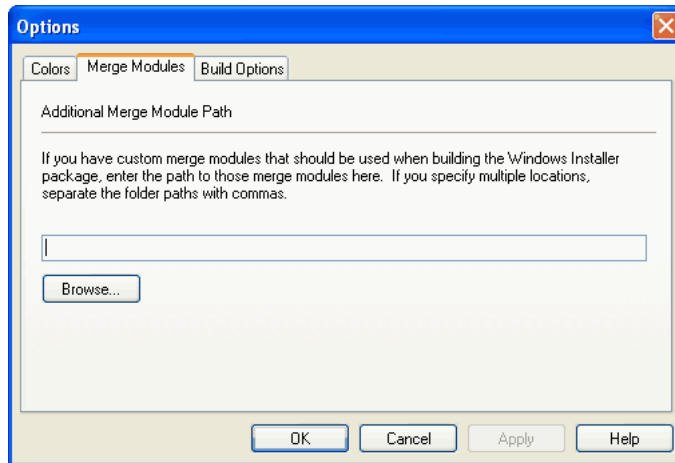 Options
Colors Merge Modules Build Options
Additional Merge Module Path
If you have custom merge modules that should be used when building the Windows Installer
package, enter the path to those merge modules here. If you specify multiple locations,
separate the folder paths with commas.
Browse...
OK Cancel Apply Help